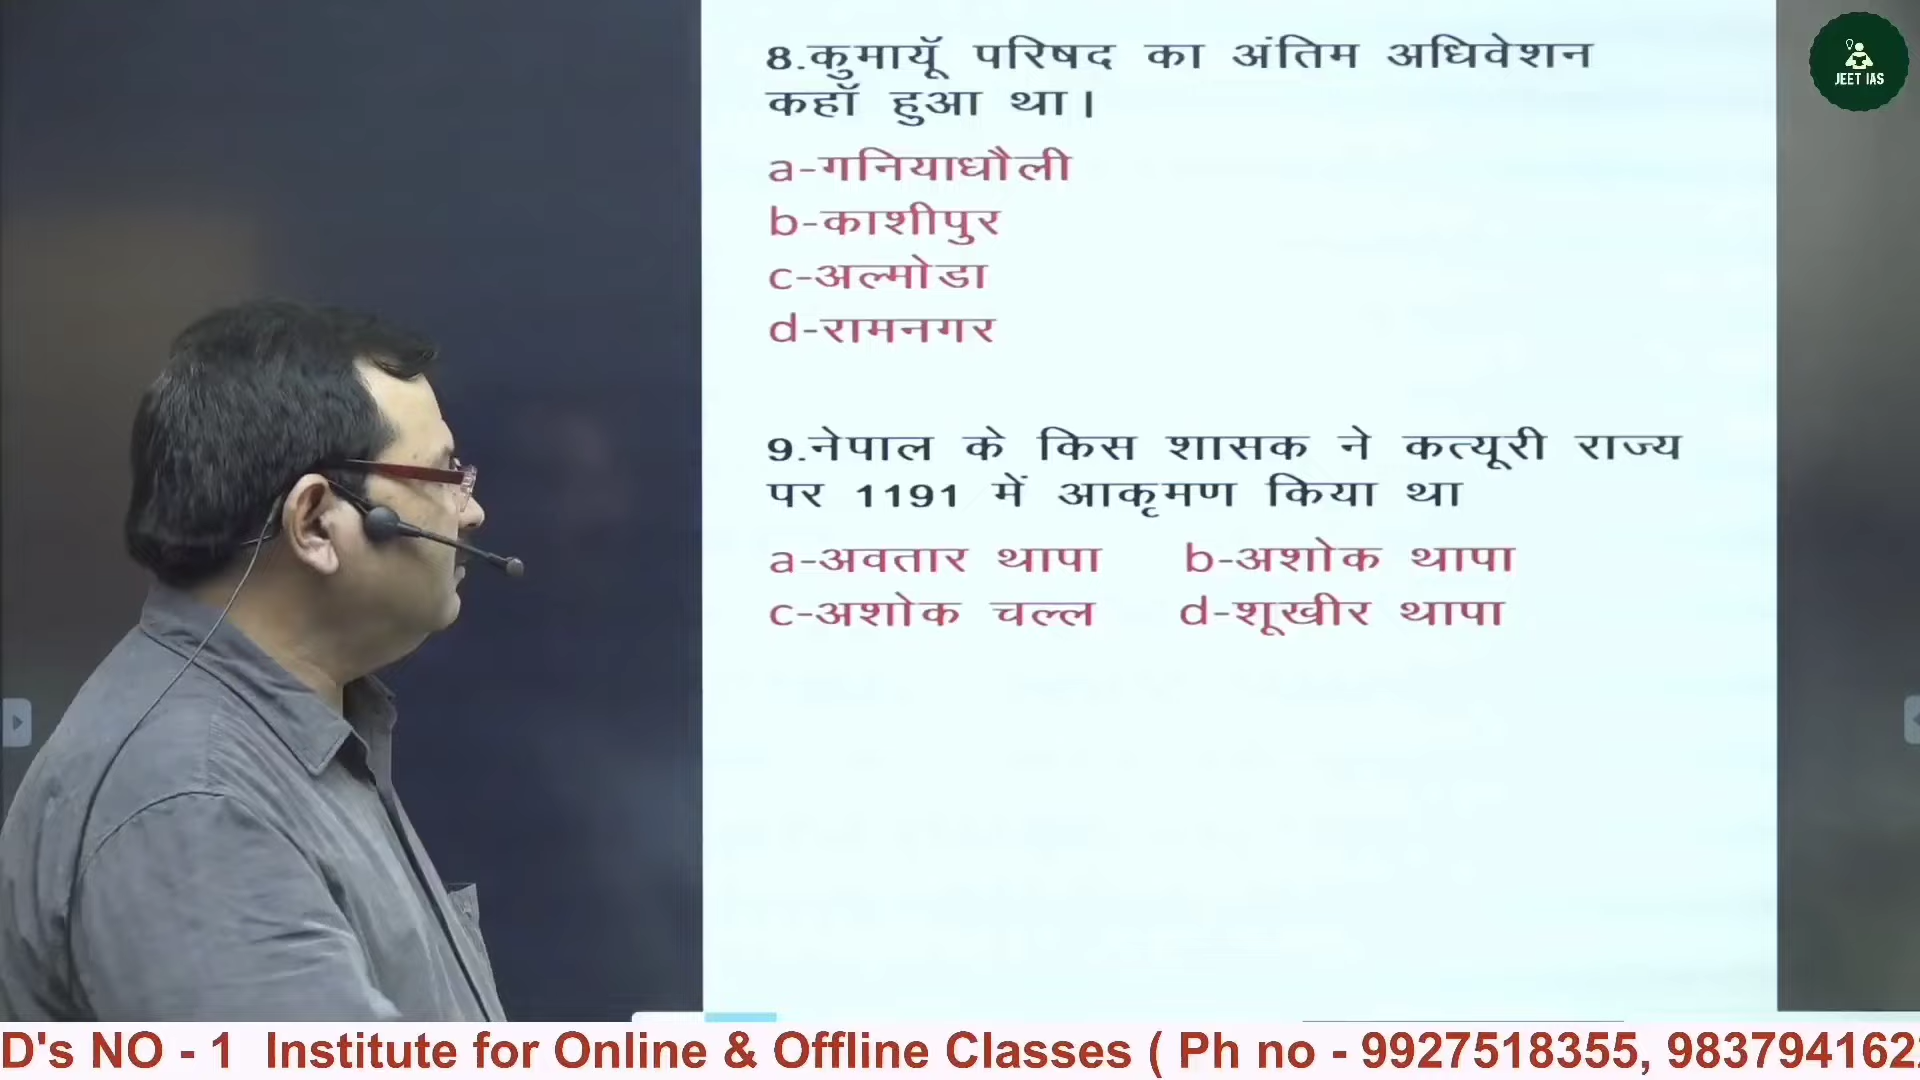 8.कुमायूॅ परिषद का अंतिम अधिवेशन
कहाॅ हुआ था।
a-गनियाधौली
b-काशीपुर
c-अल्मोडा
d-रामनगर
9.नेपाल के किस शासक ने कत्यूरी राज्य
पर 1191 में आकृमण किया था
a-अवतार थापा b-अशोक थापा
c-अशोक चल्ल d-शूखीर थापा
JEET IAS
D's NO - 1 Institute for Online & Offline Classes ( Ph no - 9927518355, 983794162